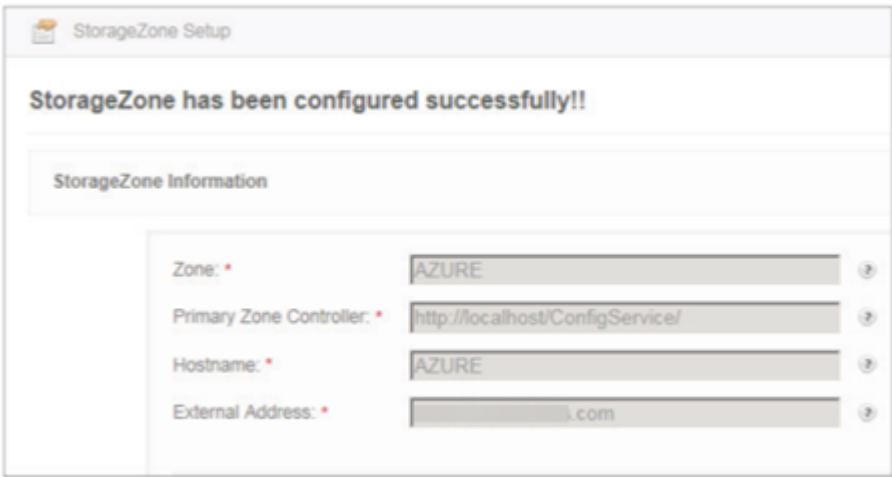 StorageZone Setup
StorageZone has been configured successfully!!
StorageZone Information
Zone: * AZURE
Primary Zone Controller: * http://localhost/ConfigService/
Hostname: * AZURE
External Address: * .com